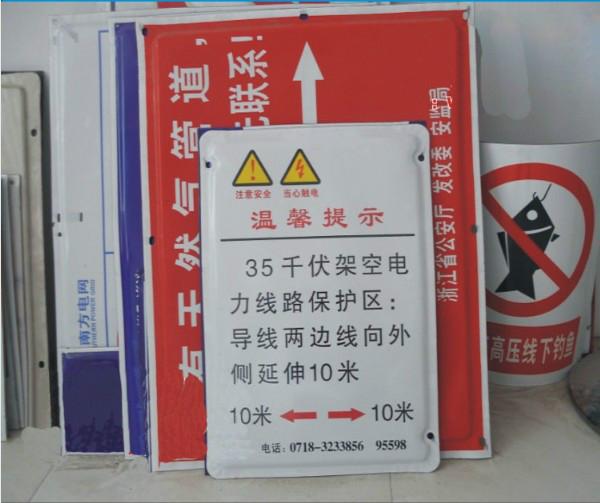 注意安全 当心触电
温馨提示
35千伏架空电
力线路保护区：
导线两边线向外
侧延伸10米
10米 10米
电话：0718-3233856 95598
有天然气管道，
联系！
浙江省公安厅 发改委 安监局
南方电网
高压线下钓鱼